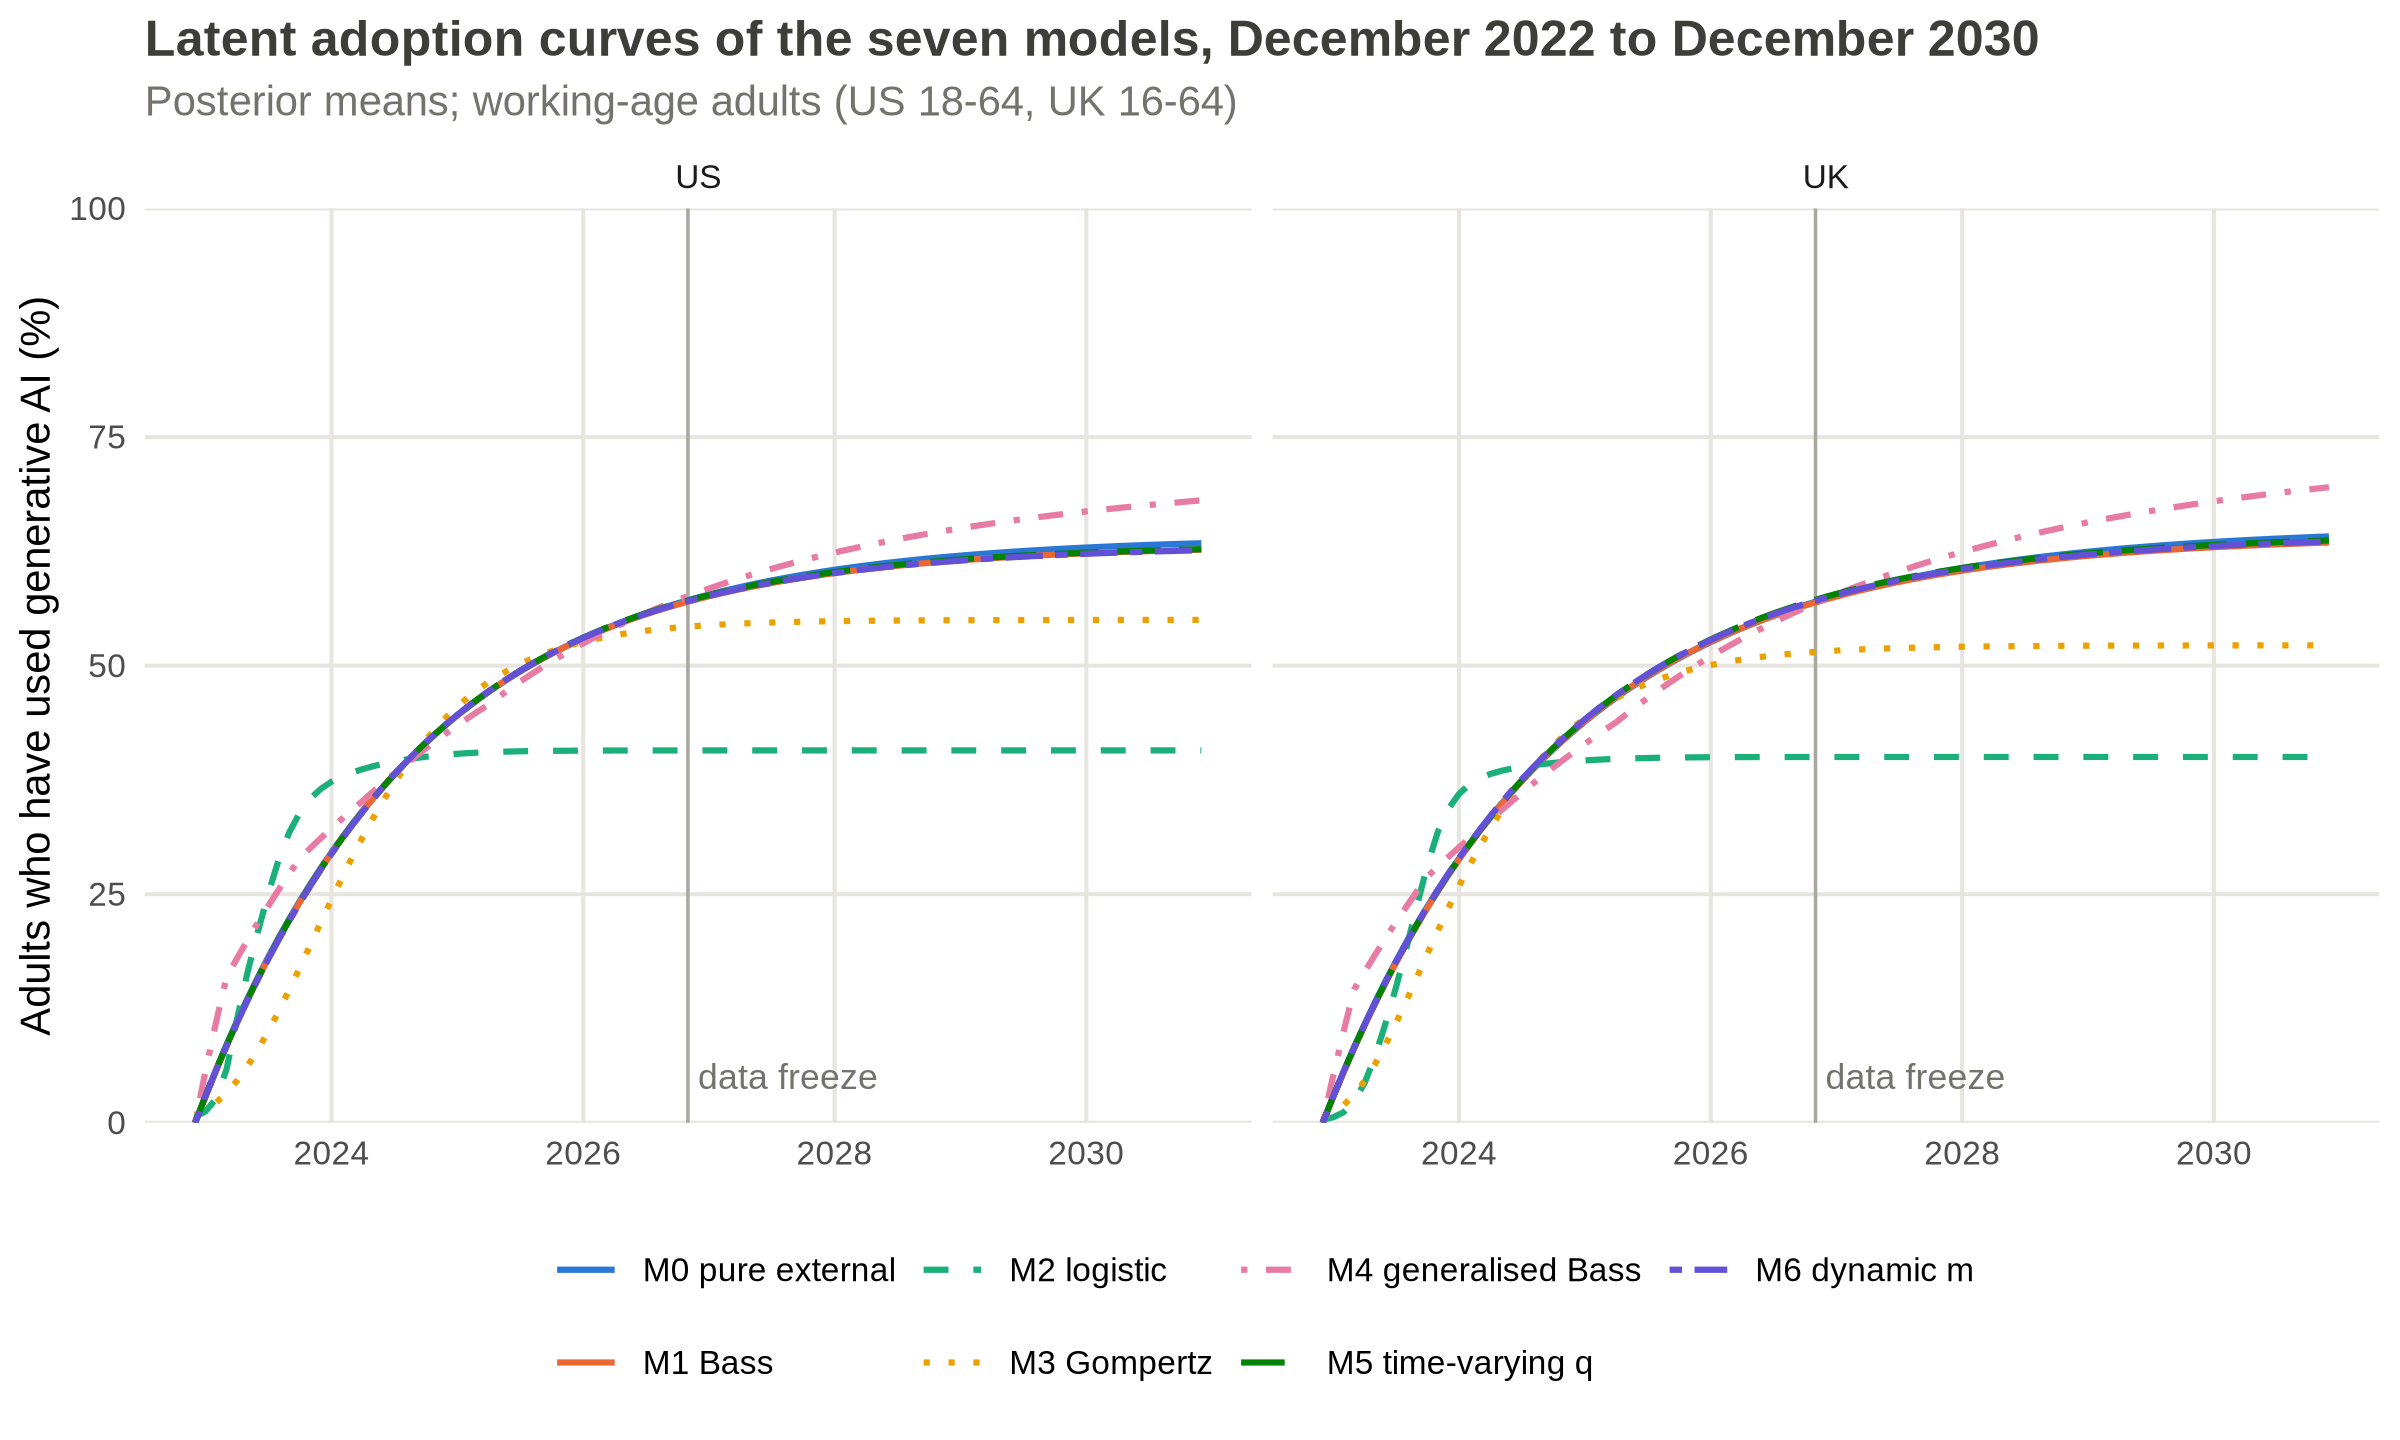 Latent adoption curves of the seven models, December 2022 to December 2030
Posterior means; working-age adults (US 18-64, UK 16-64)
US
UK
Adults who have used generative AI (%)
100
75
50
25
0
data freeze
data freeze
2024
2026
2028
2030
2024
2026
2028
2030
M0 pure external
M2 logistic
M4 generalised Bass
M6 dynamic m
M1 Bass
M3 Gompertz
M5 time-varying q